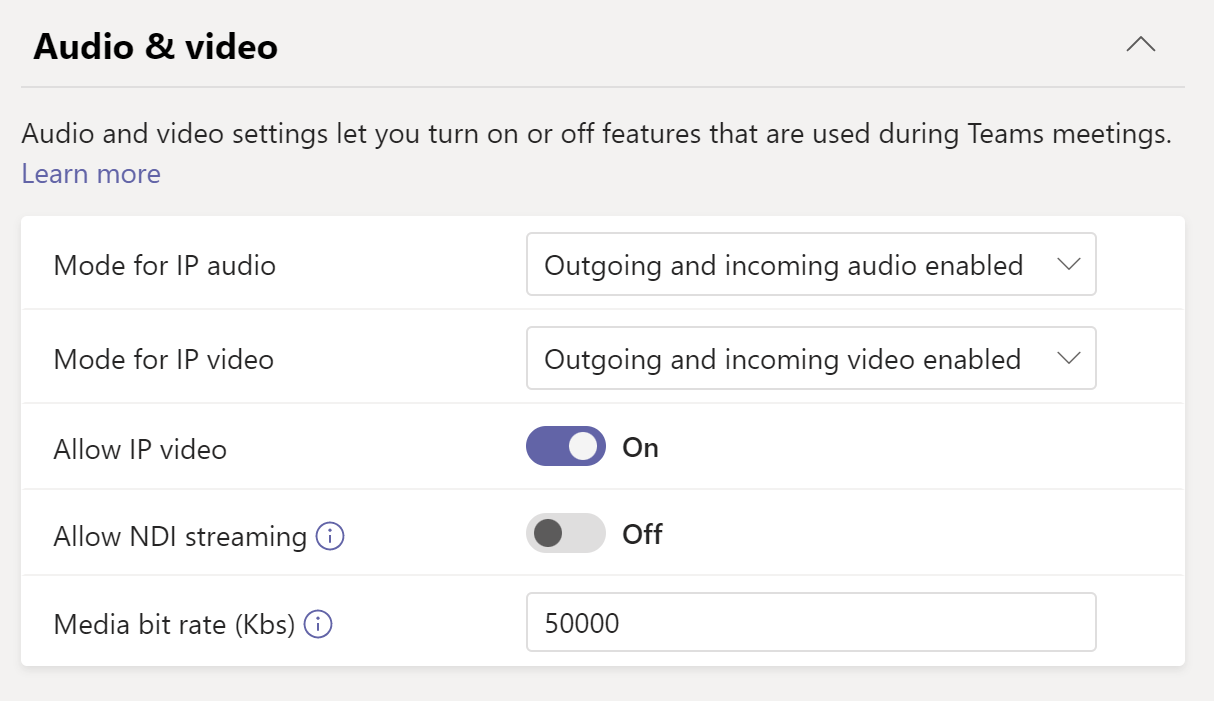 Audio & video
Audio and video settings let you turn on or off features that are used during Teams meetings.
Learn more
Mode for IP audio
Outgoing and incoming audio enabled
Mode for IP video
Outgoing and incoming video enabled
Allow IP video
On
Allow NDI streaming
Off
Media bit rate (Kbs)
50000